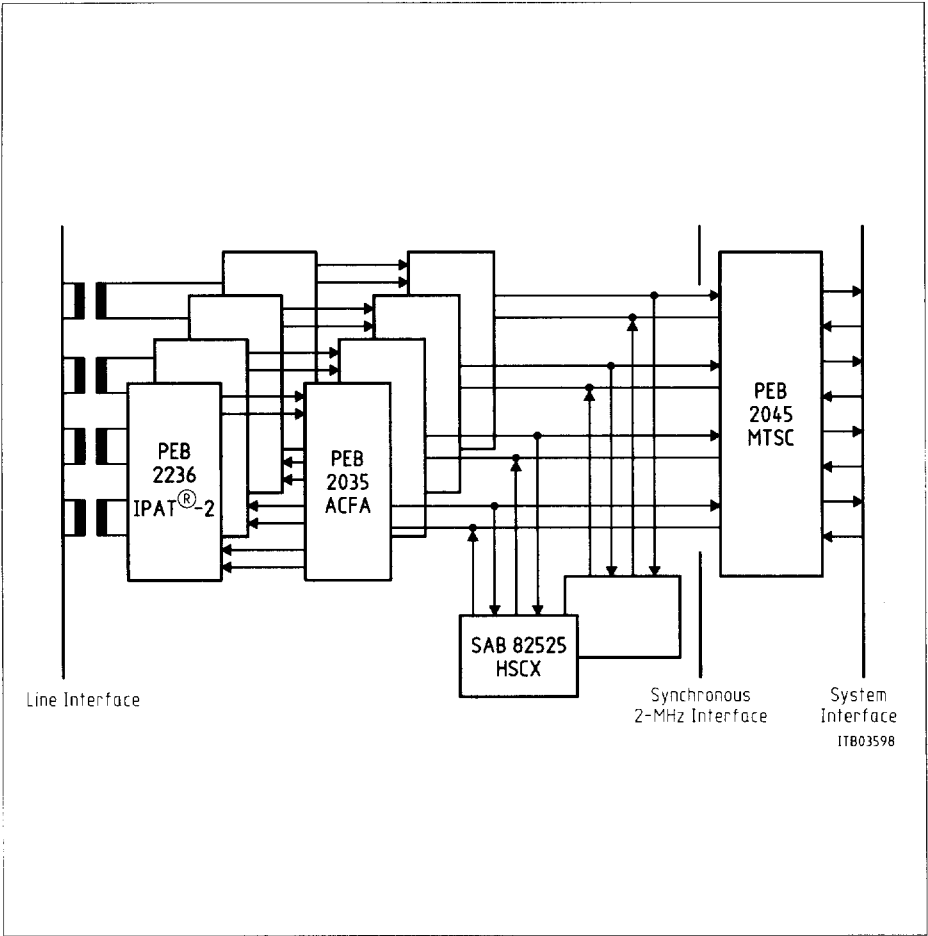 PEB
2236
IPAT®-2
PEB
2035
ACFA
PEB
2045
MTSC
SAB 82525
HSCX
Line Interface
Synchronous
2-MHz Interface
System
Interface
ITB03598